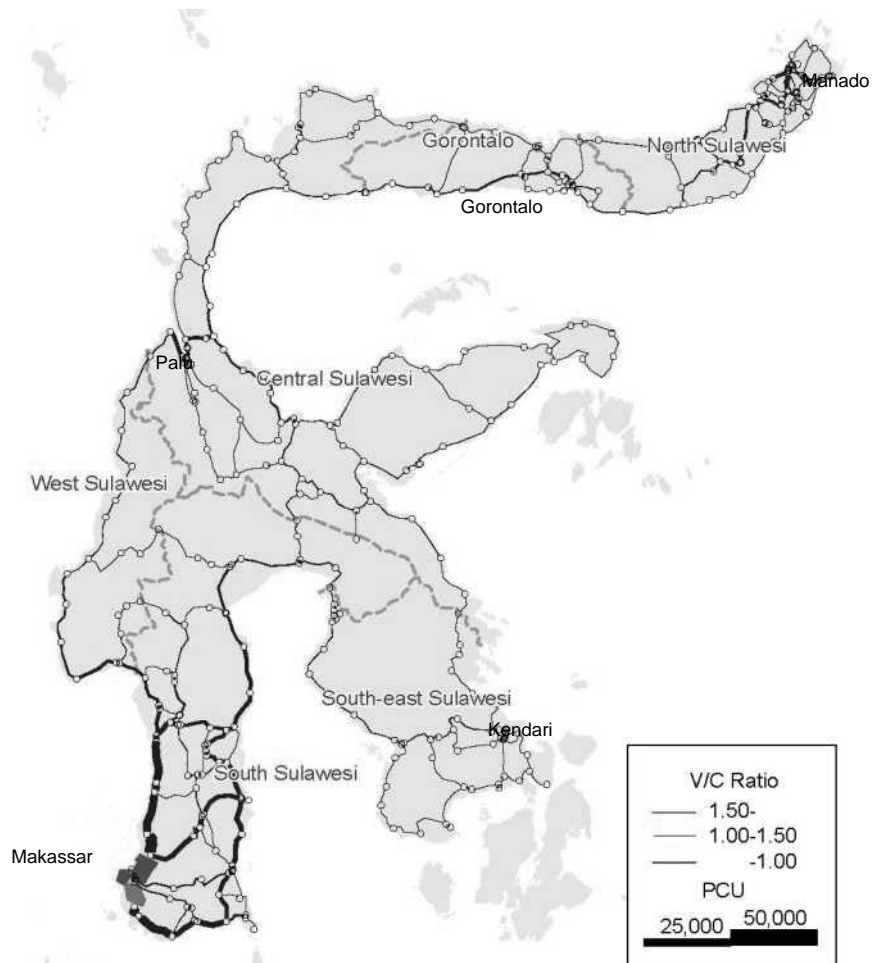 Manado
Gorontalo
North Sulawesi
Gorontalo
Palu
Central Sulawesi
West Sulawesi
South-east Sulawesi
Kendari
South Sulawesi
Makassar
V/C Ratio
1.50-
1.00-1.50
-1.00
PCU
25,000 50,000